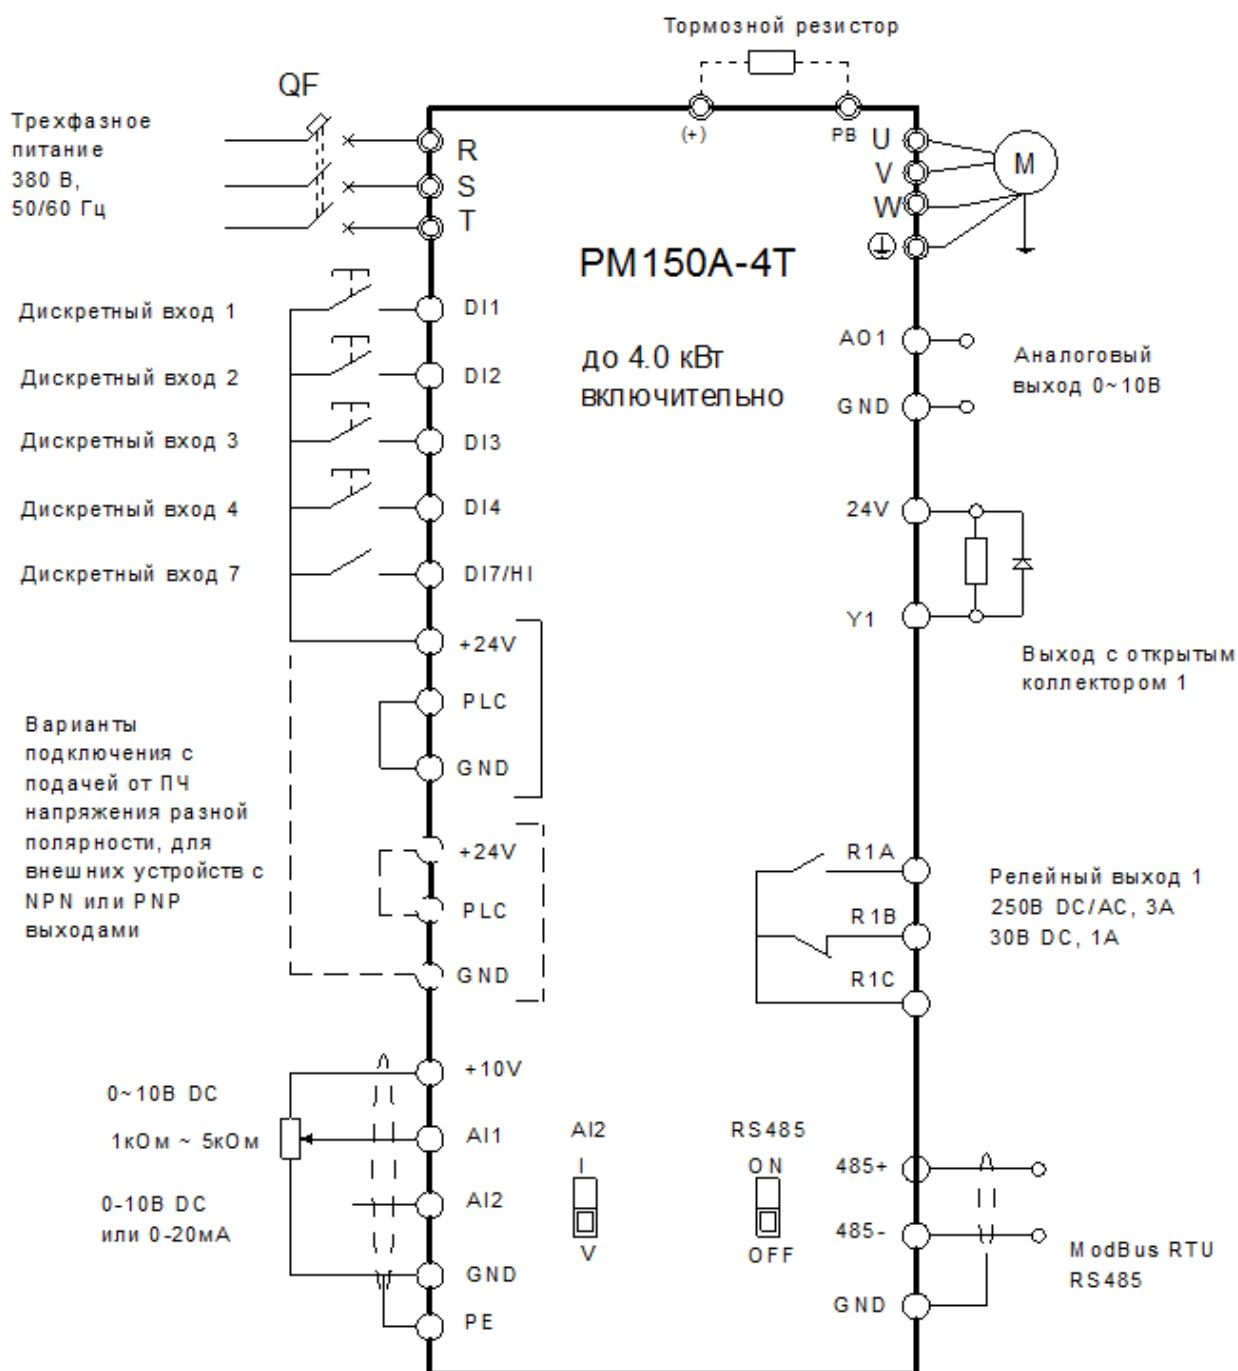 Тормозной резистор
QF
(+)
PB
Трехфазное
питание
380 В,
50/60 Гц
R
S
T
U
V
W
M
PM150A-4T
до 4.0 кВт
включительно
Дискретный вход 1
DI1
Дискретный вход 2
DI2
Дискретный вход 3
DI3
Дискретный вход 4
DI4
Дискретный вход 7
DI7/HI
+24V
PLC
GND
Варианты
подключения с
подачей от ПЧ
напряжения разной
полярности, для
внешних устройств с
NPN или PNP
выходами
+24V
PLC
GND
0~10В DC
1кОм ~ 5кОм
0-10В DC
или 0-20мА
+10V
AI1
AI2
GND
PE
AI2
I
V
RS485
ON
OFF
AO1
GND
Аналоговый
выход 0~10В
24V
Y1
Выход с открытым
коллектором 1
R1A
R1B
R1C
Релейный выход 1
250В DC/AC, 3А
30В DC, 1А
485+
485-
GND
ModBus RTU
RS485